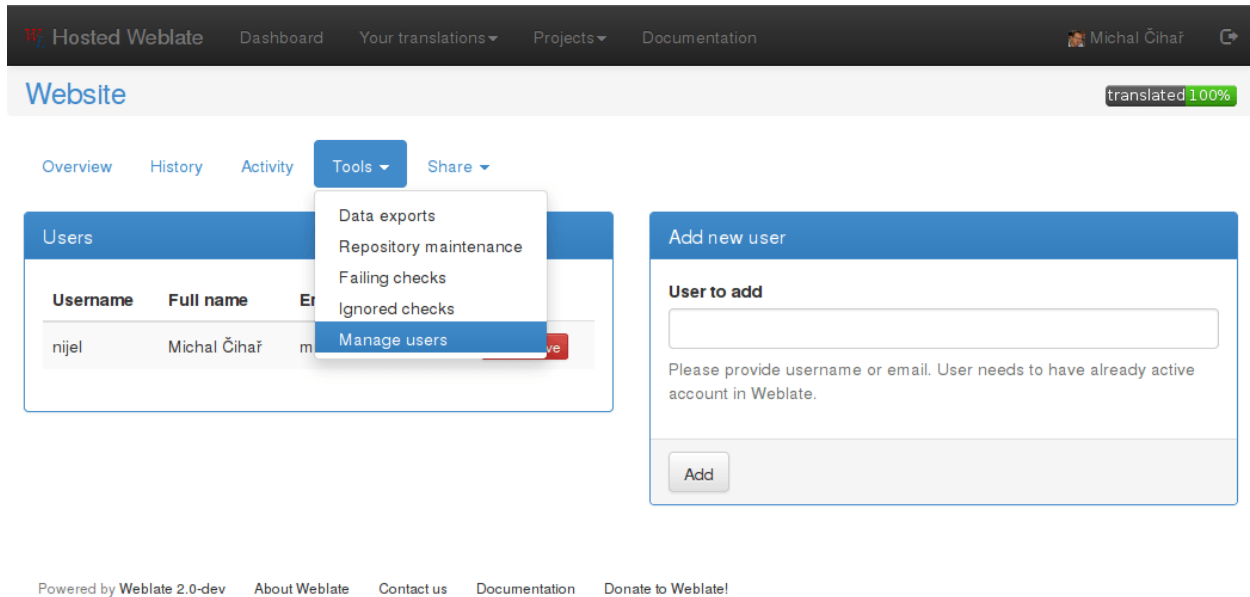 Hosted Weblate Dashboard Your translations Projects Documentation Michal Čihař
Website translated 100%
Overview History Activity Tools Share
Data exports
Repository maintenance
Failing checks
Ignored checks
Manage users
Users
Username Full name
nijel Michal Čihař
Add new user
User to add
Please provide username or email. User needs to have already active
account in Weblate.
Add
Powered by Weblate 2.0-dev About Weblate Contact us Documentation Donate to Weblate!